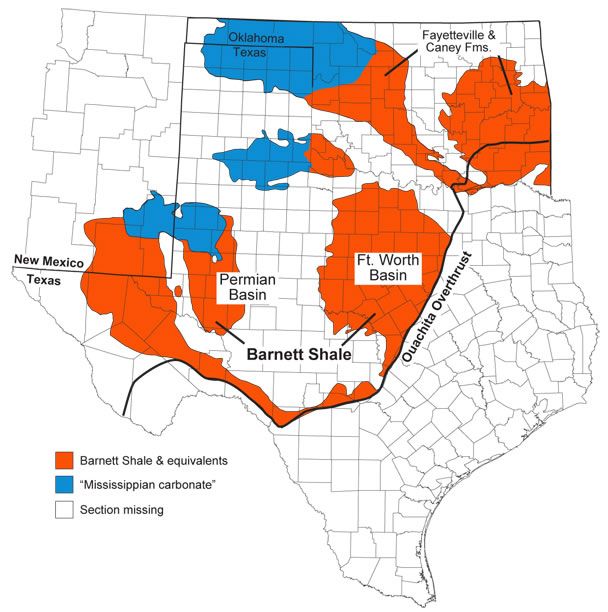 Oklahoma
Texas
Fayetteville &
Caney Fms.
New Mexico
Texas
Permian
Basin
Ft. Worth
Basin
Barnett Shale
Ouachita Overthrust
Barnett Shale & equivalents
“Mississippian carbonate”
Section missing